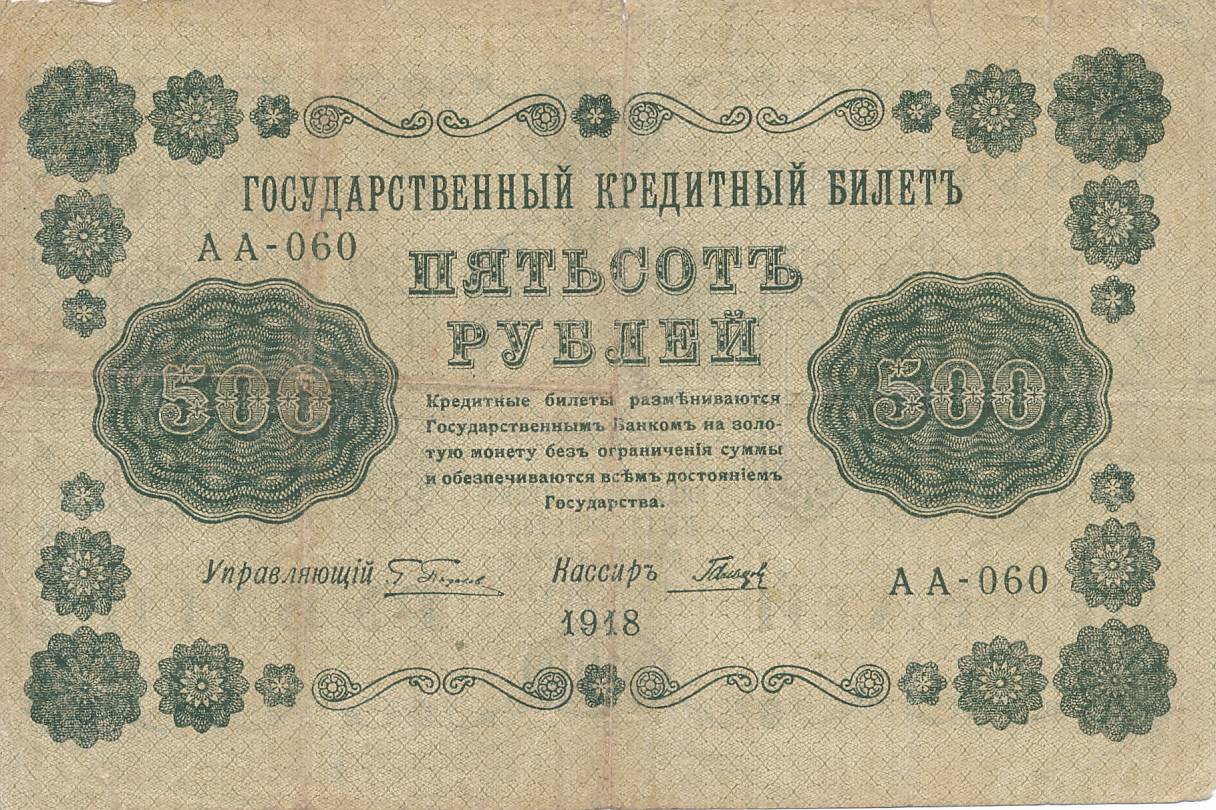 ГОСУДАРСТВЕННЫЙ КРЕДИТНЫЙ БИЛЕТЪ
АА-060
ПЯТЬСОТЪ
РУБЛЕЙ
500
500
Кредитные билеты размѣниваются
Государственнымъ Банкомъ на золо-
тую монету безъ ограниченія суммы
и обезпечиваются всѣмъ достояніемъ
Государства.
Управляющій
Кассиръ
АА-060
1918